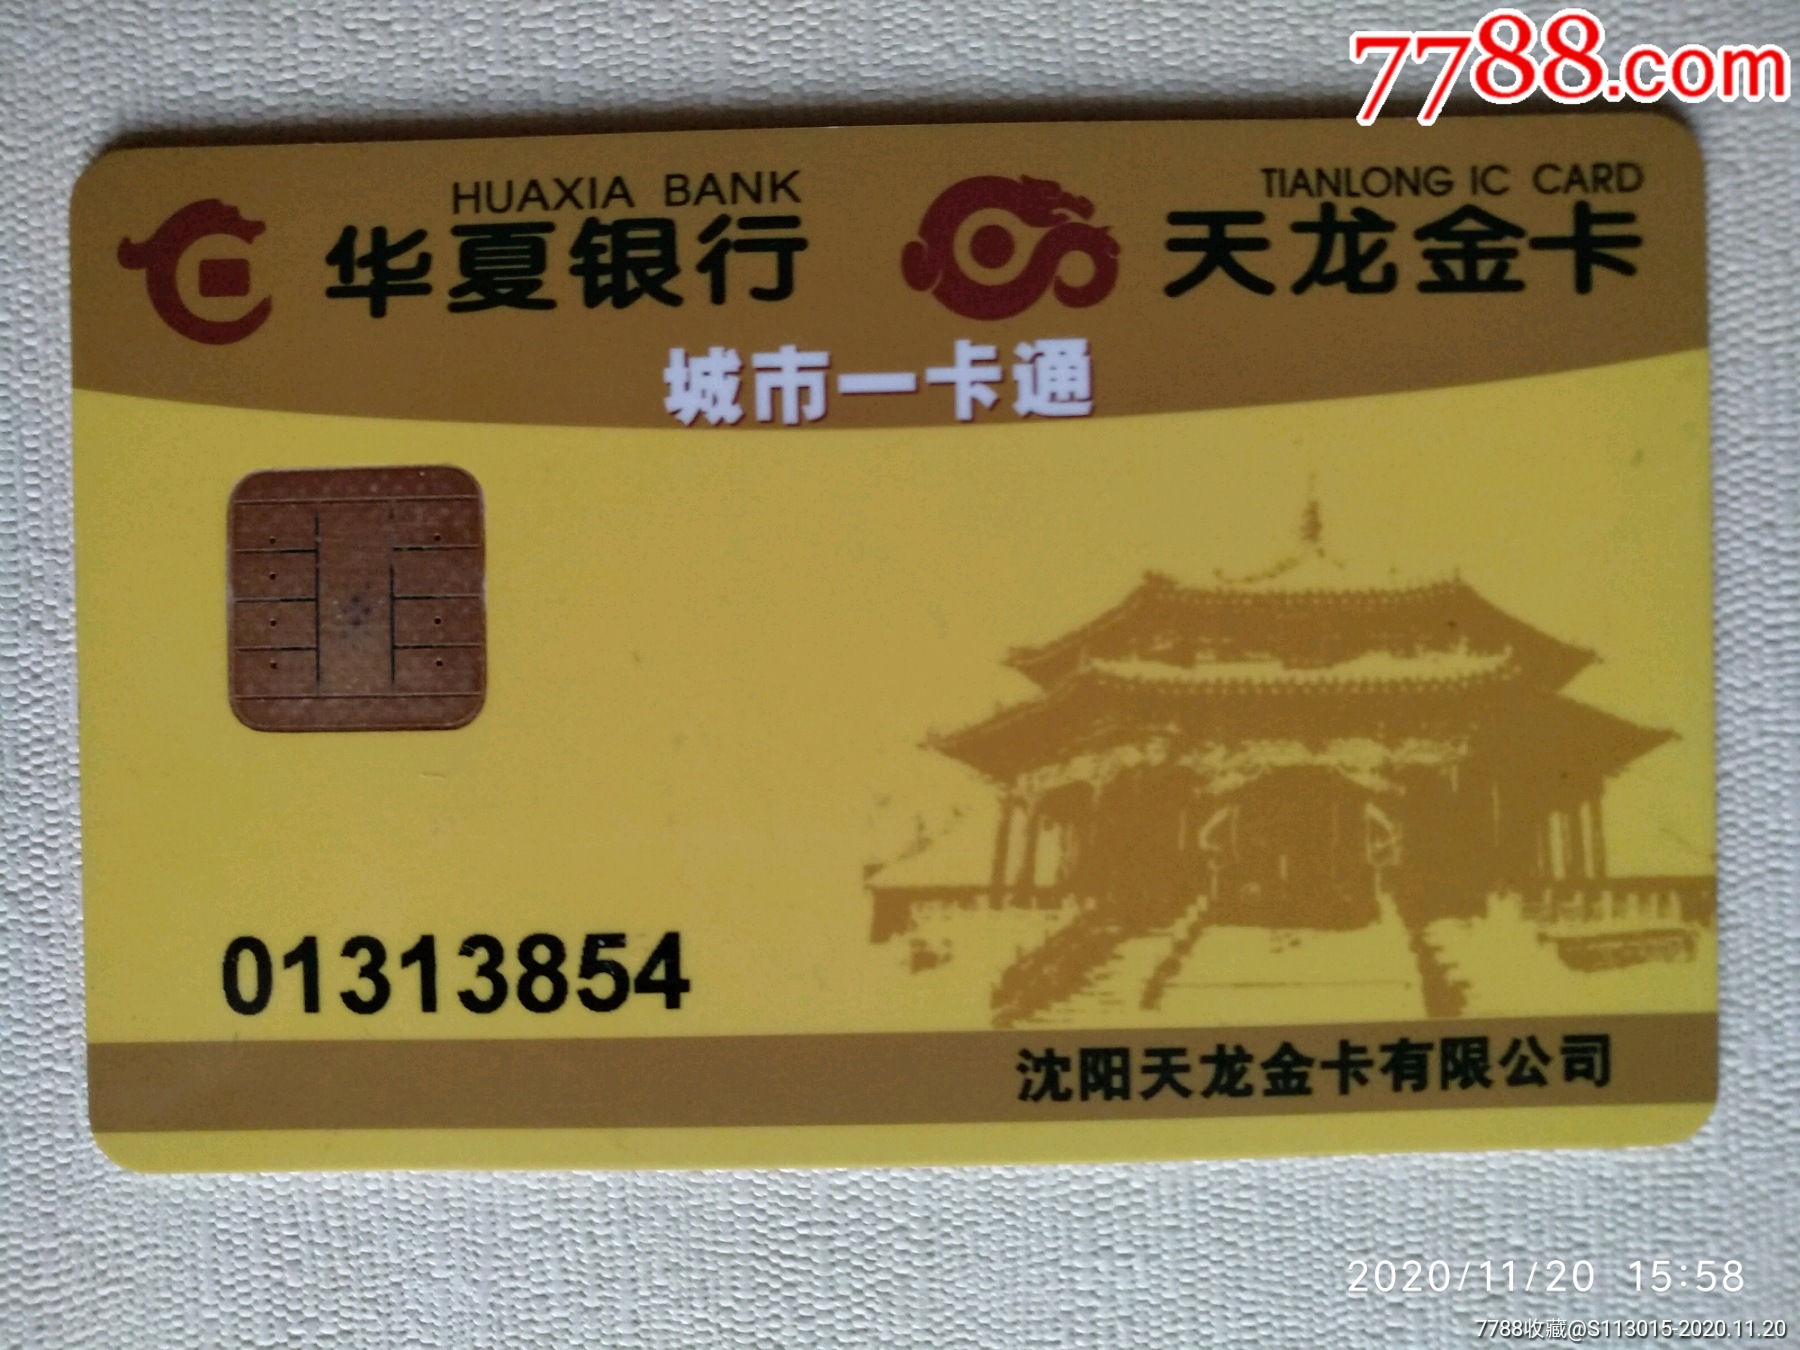 7788.com
HUAXIA BANK
华夏银行
TIANLONG IC CARD
天龙金卡
城市一卡通
01313854
沈阳天龙金卡有限公司
2020/11/20 15:58
7788收藏@S113015-2020.11.20